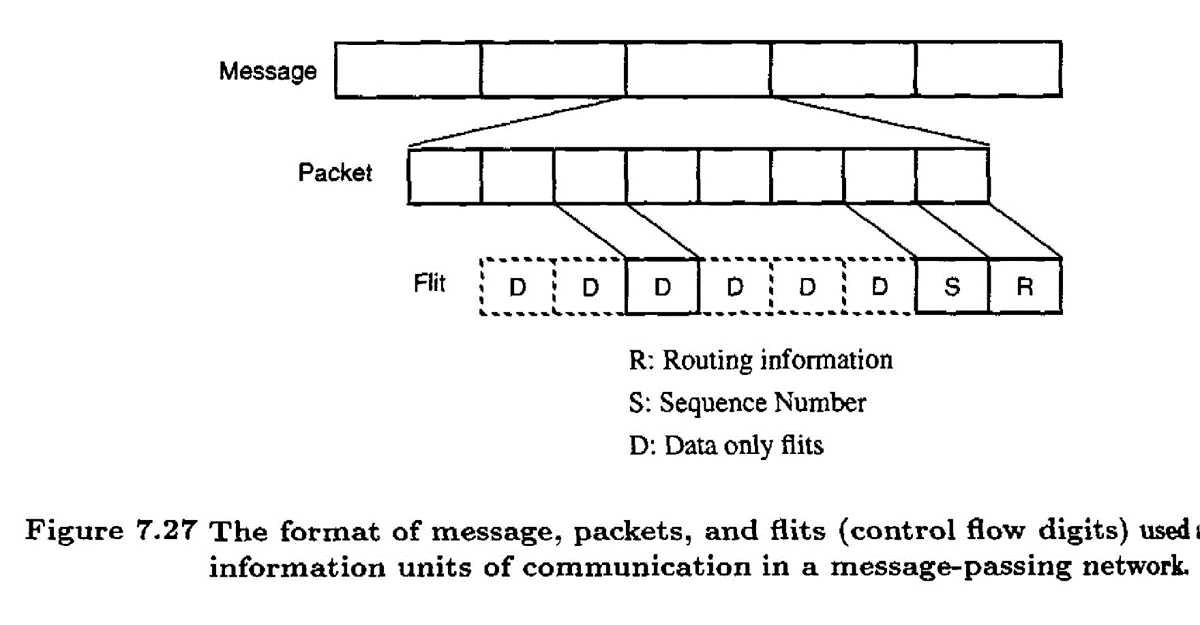 Message
Packet
Flit
D D D D D D S R
R: Routing information
S: Sequence Number
D: Data only flits
Figure 7.27 The format of message, packets, and flits (control flow digits) used
information units of communication in a message-passing network.